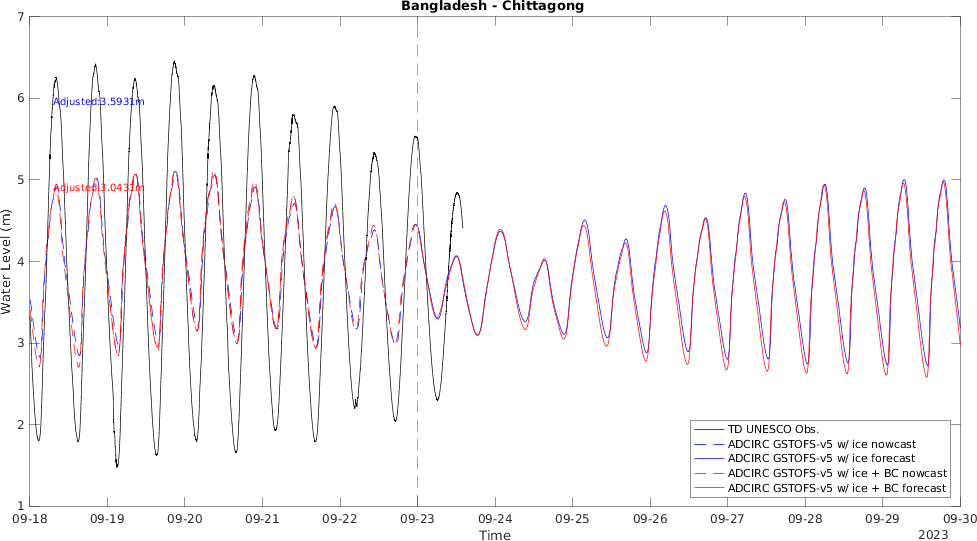 Bangladesh - Chittagong
7
6
5
4
3
2
1
Water Level (m)
Adjusted:3.5931m
Adjusted:3.0431m
TD UNESCO Obs.
ADCIRC GSTOFS-v5 w/ ice nowcast
ADCIRC GSTOFS-v5 w/ ice forecast
ADCIRC GSTOFS-v5 w/ ice + BC nowcast
ADCIRC GSTOFS-v5 w/ ice + BC forecast
09-18 09-19 09-20 09-21 09-22 09-23 09-24 09-25 09-26 09-27 09-28 09-29 09-30
Time
2023